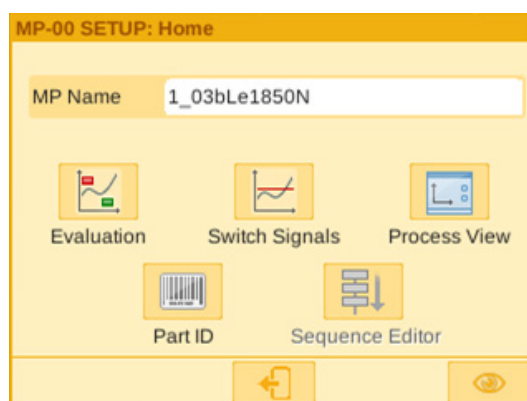 MP-00 SETUP: Home
MP Name 1_03bLe1850N
Evaluation Switch Signals Process View
Part ID Sequence Editor